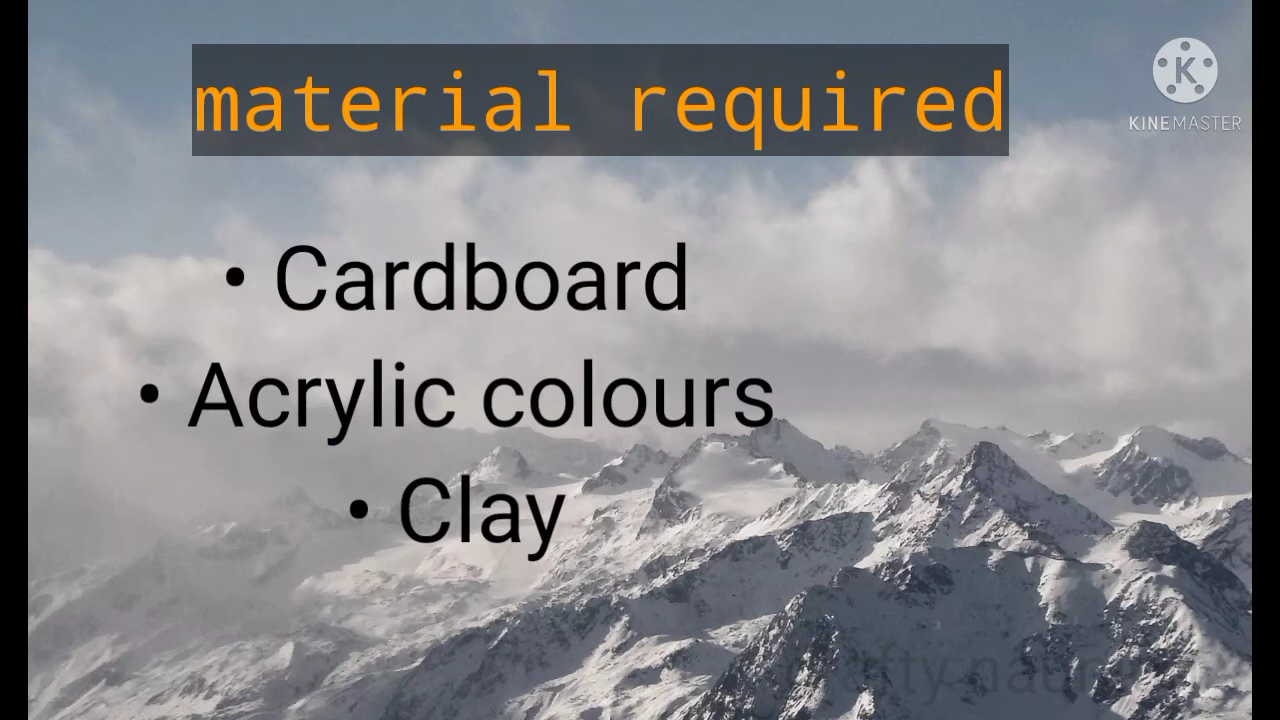 material required
KINEMASTER
• Cardboard
• Acrylic colours
• Clay